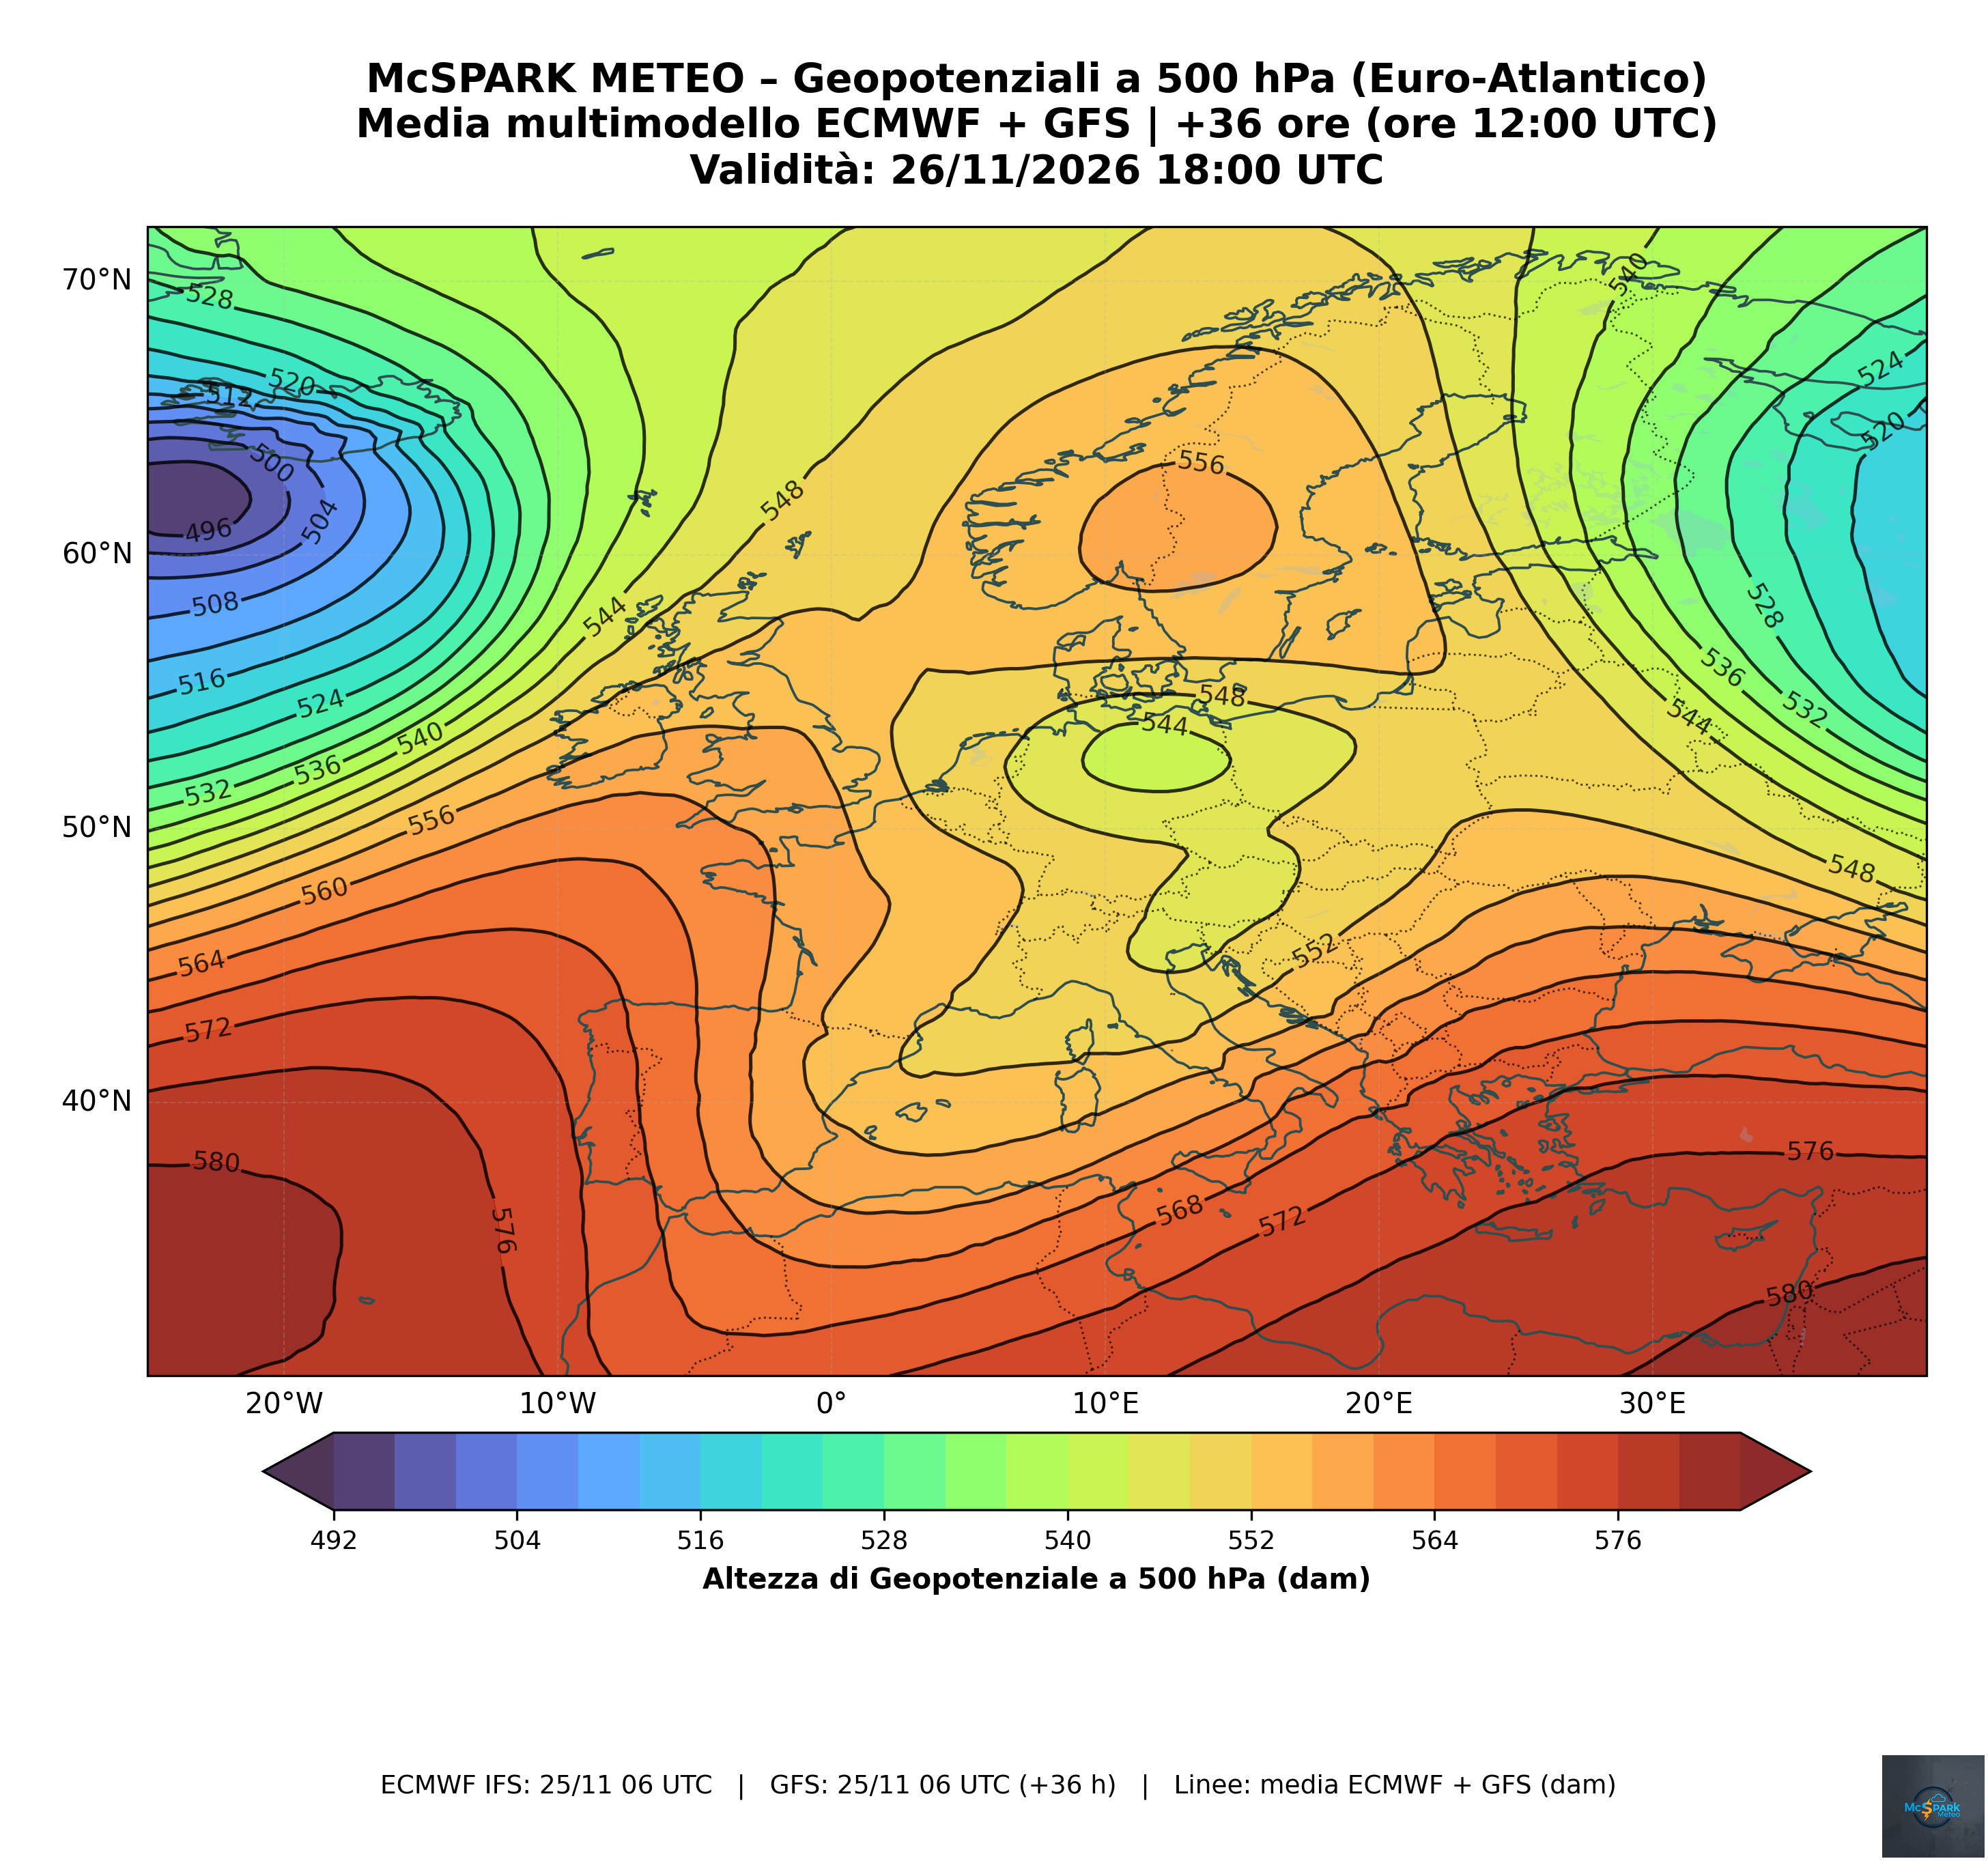 McSPARK METEO – Geopotenziali a 500 hPa (Euro-Atlantico)
Media multimodello ECMWF + GFS | +36 ore (ore 12:00 UTC)
Validità: 26/11/2026 18:00 UTC
70°N
60°N
50°N
40°N
528
520
512
500
496
504
508
516
524
532
536
540
544
548
556
560
564
572
580
576
556
548
544
552
568
572
540
524
520
528
536
532
544
548
576
580
20°W
10°W
0°
10°E
20°E
30°E
492
504
516
528
540
552
564
576
Altezza di Geopotenziale a 500 hPa (dam)
ECMWF IFS: 25/11 06 UTC | GFS: 25/11 06 UTC (+36 h) | Linee: media ECMWF + GFS (dam)
McSPARK
Meteo